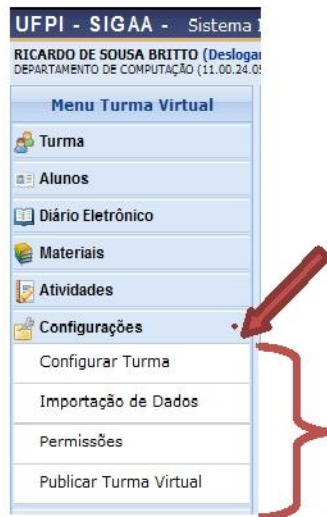 UFPI - SIGAA - Sistema
RICARDO DE SOUSA BRITTO (Deslogar
DEPARTAMENTO DE COMPUTAÇÃO (11.00.24.05
Menu Turma Virtual
Turma
Alunos
Diário Eletrônico
Materiais
Atividades
Configurações
Configurar Turma
Importação de Dados
Permissões
Publicar Turma Virtual